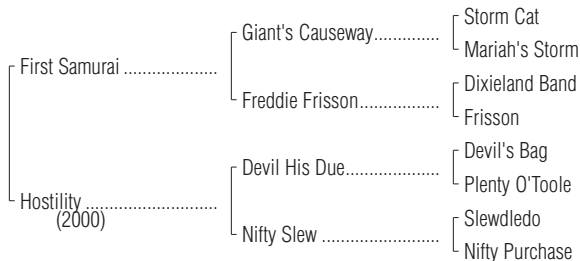 Storm Cat
Giant's Causeway..............
Mariah's Storm
First Samurai ....................
Dixieland Band
Freddie Frisson.................
Frisson
Devil's Bag
Devil His Due....................
Plenty O'Toole
Hostility ............................
(2000)
Slewdledo
Nifty Slew .........................
Nifty Purchase